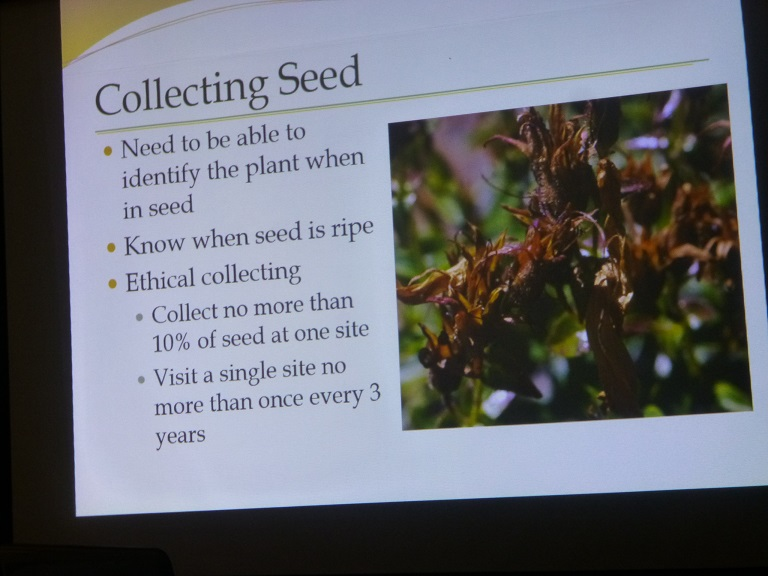 Collecting Seed
Need to be able to
identify the plant when
in seed
Know when seed is ripe
Ethical collecting
Collect no more than
10% of seed at one site
Visit a single site no
more than once every 3
years